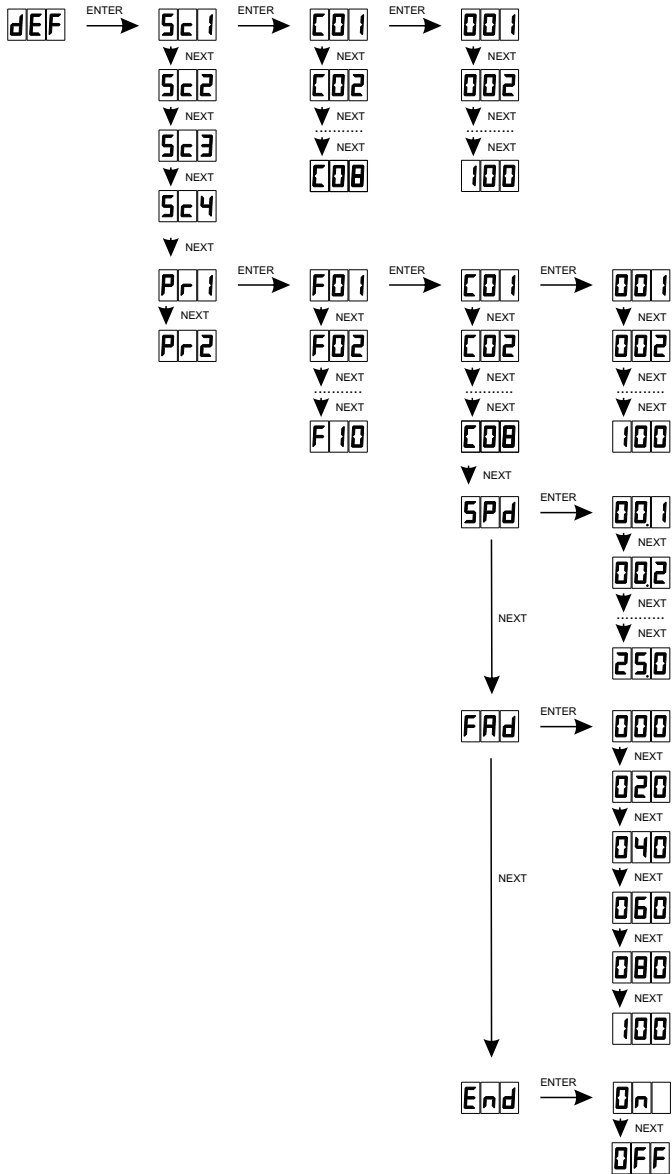 dEF ENTER Sc1 ENTER C01 ENTER 001
NEXT NEXT NEXT
Sc2 C02 002
NEXT NEXT NEXT
Sc3 NEXT NEXT
NEXT C08 100
Sc4
NEXT
Pr1 ENTER F01 ENTER C01 ENTER 001
NEXT NEXT NEXT NEXT
Pr2 F02 C02 002
NEXT NEXT NEXT
NEXT NEXT NEXT
F10 C08 100
NEXT
SPd ENTER 00.1
NEXT
00.2
NEXT
NEXT NEXT
25.0
FAd ENTER 000
NEXT
020
NEXT
040
NEXT NEXT
060
NEXT
080
NEXT
100
End ENTER On
NEXT
OFF